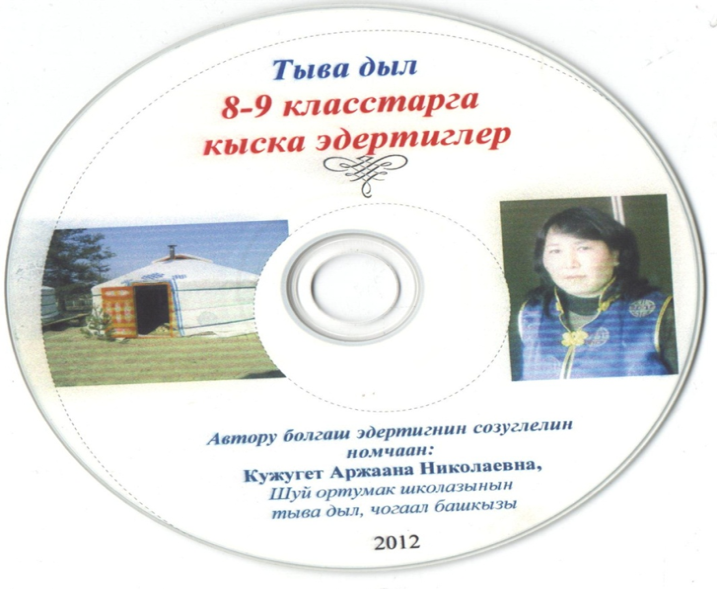 Тыва дыл
8-9 класстарга
кыска эдертиглер
Автору болгаш эдертигнин созуглелин
номчаан:
Кужугет Аржаана Николаевна,
Шуй ортумак школазынын
тыва дыл, чогаал башкызы
2012